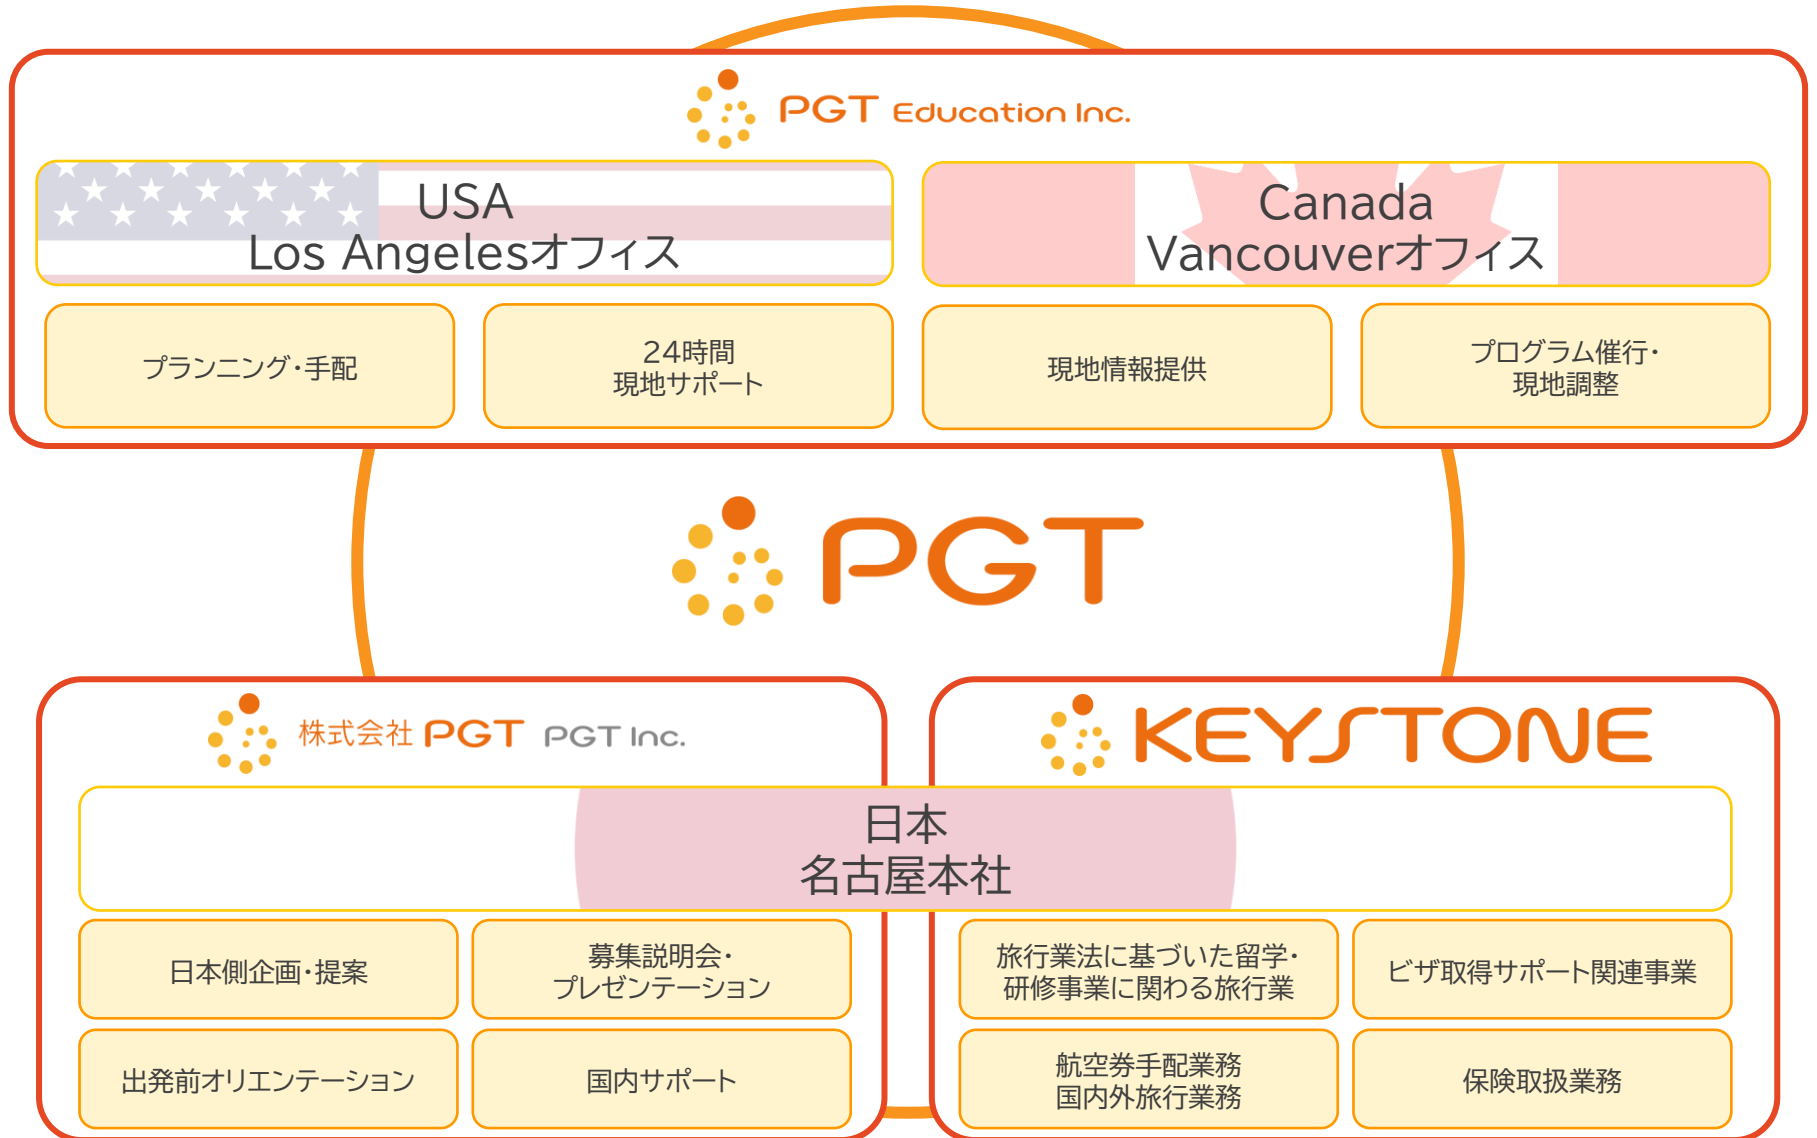 PGT Education Inc.
USA
Los Angelesオフィス
Canada
Vancouverオフィス
プランニング・手配
24時間
現地サポート
現地情報提供
プログラム催行・
現地調整
PGT
株式会社 PGT PGT Inc.
KEYSTONE
日本
名古屋本社
日本側企画・提案
募集説明会・
プレゼンテーション
旅行業法に基づいた留学・
研修事業に関わる旅行業
ビザ取得サポート関連事業
出発前オリエンテーション
国内サポート
航空券手配業務
国内外旅行業務
保険取扱業務